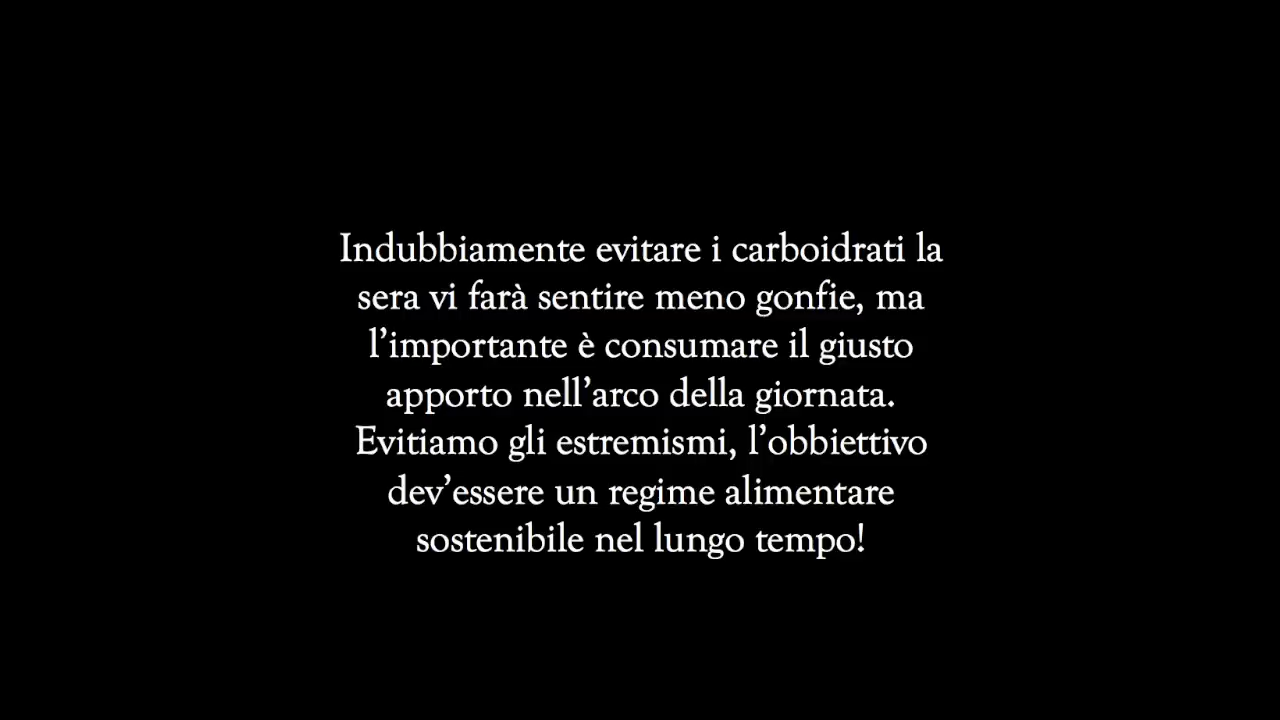 Indubbiamente evitare i carboidrati la
sera vi farà sentire meno gonfie, ma
l’importante è consumare il giusto
apporto nell’arco della giornata.
Evitiamo gli estremismi, l’obbiettivo
dev’essere un regime alimentare
sostenibile nel lungo tempo!